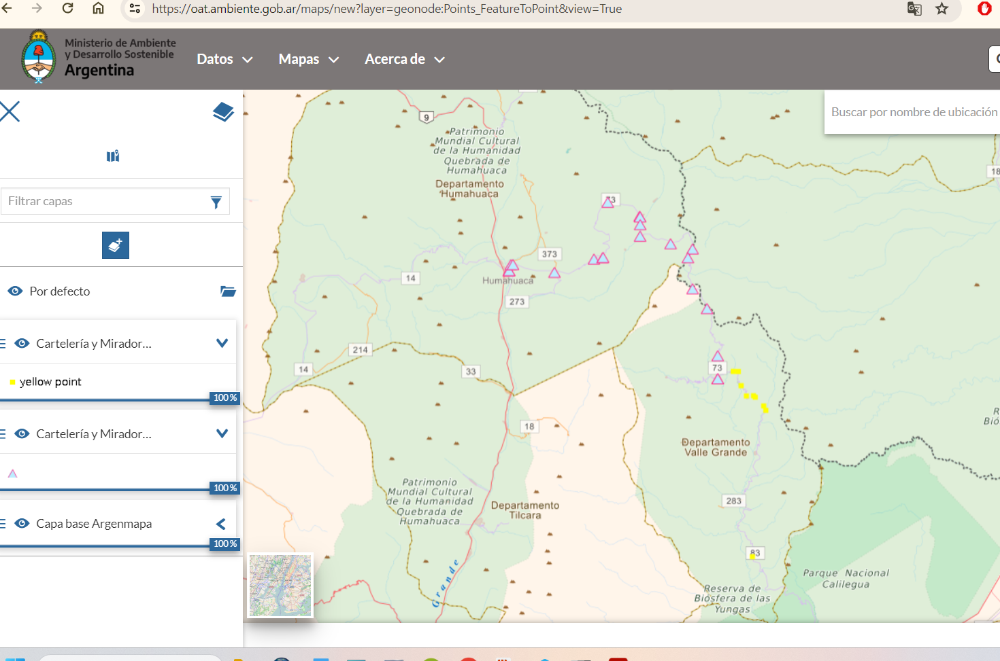 https://oat.ambiente.gob.ar/maps/new?layer=geonode:Points_FeatureToPoint&view=True
Ministerio de Ambiente
y Desarrollo Sostenible
Argentina
Datos
Mapas
Acerca de
Buscar por nombre de ubicación
Filtrar capas
Por defecto
Cartelería y Mirador...
yellow point
100 %
Cartelería y Mirador...
100 %
Capa base Argenmapa
100 %
9
Patrimonio
Mundial Cultural
de la Humanidad
Quebrada de
Humahuaca
Departamento
Humahuaca
18
73
373
14
Humahuaca
273
214
14
33
73
18
Departamento
Valle Grande
Patrimonio
Mundial Cultural
de la Humanidad
Quebrada de
Humahuaca
Departamento
Tilcara
283
83
Grande
Parque Nacional
Calilegua
Reserva de
Biósfera de las
Yungas
R
Bió